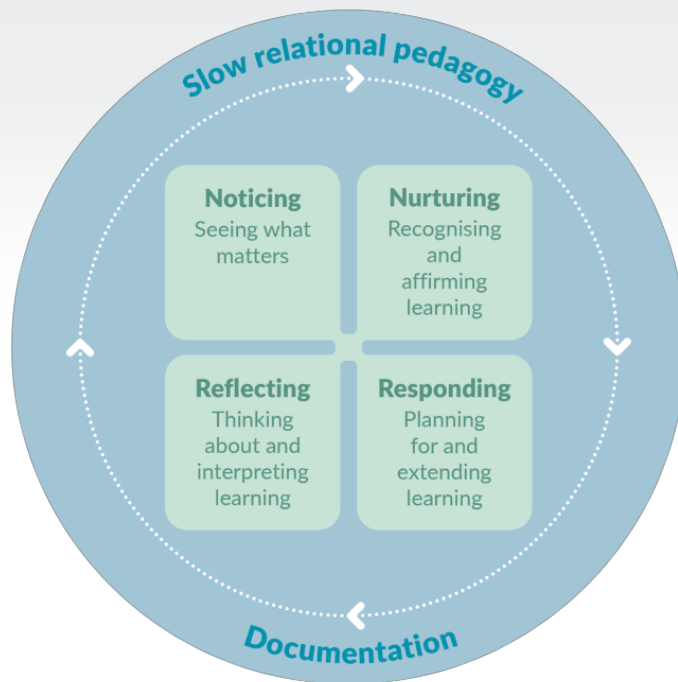 Slow relational pedagogy
Noticing
Seeing what
matters
Nurturing
Recognising
and
affirming
learning
Reflecting
Thinking
about and
interpreting
learning
Responding
Planning
for and
extending
learning
Documentation